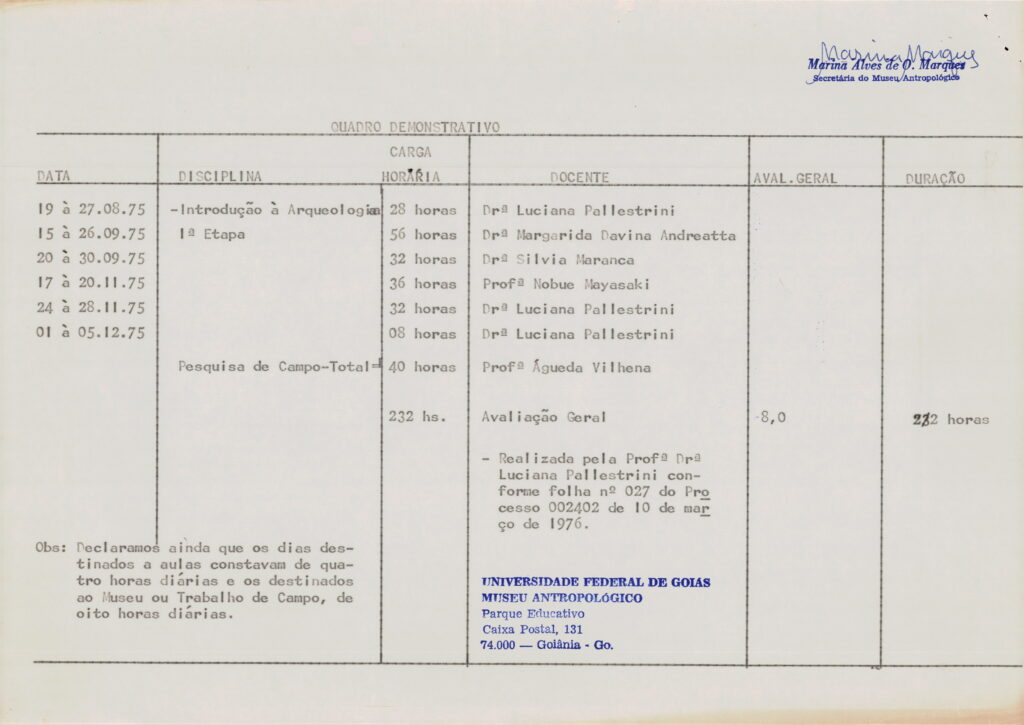 Marina Marques
Marina Alves de O. Marques
Secretária do Museu Antropológico
QUADRO DEMONSTRATIVO
DATA DISCIPLINA CARGA HORÁRIA DOCENTE AVAL.GERAL DURAÇÃO
19 à 27.08.75 -Introdução à Arqueologia 28 horas Drª Luciana Pallestrini
15 à 26.09.75 1ª Etapa 56 horas Drª Margarida Davina Andreatta
20 à 30.09.75 32 horas Drª Silvia Maranca
17 à 20.11.75 36 horas Profª Nobue Mayasaki
24 à 28.11.75 32 horas Drª Luciana Pallestrini
01 à 05.12.75 08 horas Drª Luciana Pallestrini
Pesquisa de Campo-Total= 40 horas Profª Águeda Vilhena
232 hs. Avaliação Geral 8,0 232 horas
- Realizada pela Profª Drª
Luciana Pallestrini con-
forme folha nº 027 do Pro
cesso 002402 de 10 de mar
ço de 1976.
Obs: Declaramos ainda que os dias des-
tinados a aulas constavam de qua-
tro horas diárias e os destinados
ao Museu ou Trabalho de Campo, de
oito horas diárias.
UNIVERSIDADE FEDERAL DE GOIAS
MUSEU ANTROPOLÓGICO
Parque Educativo
Caixa Postal, 131
74.000 — Goiânia - Go.